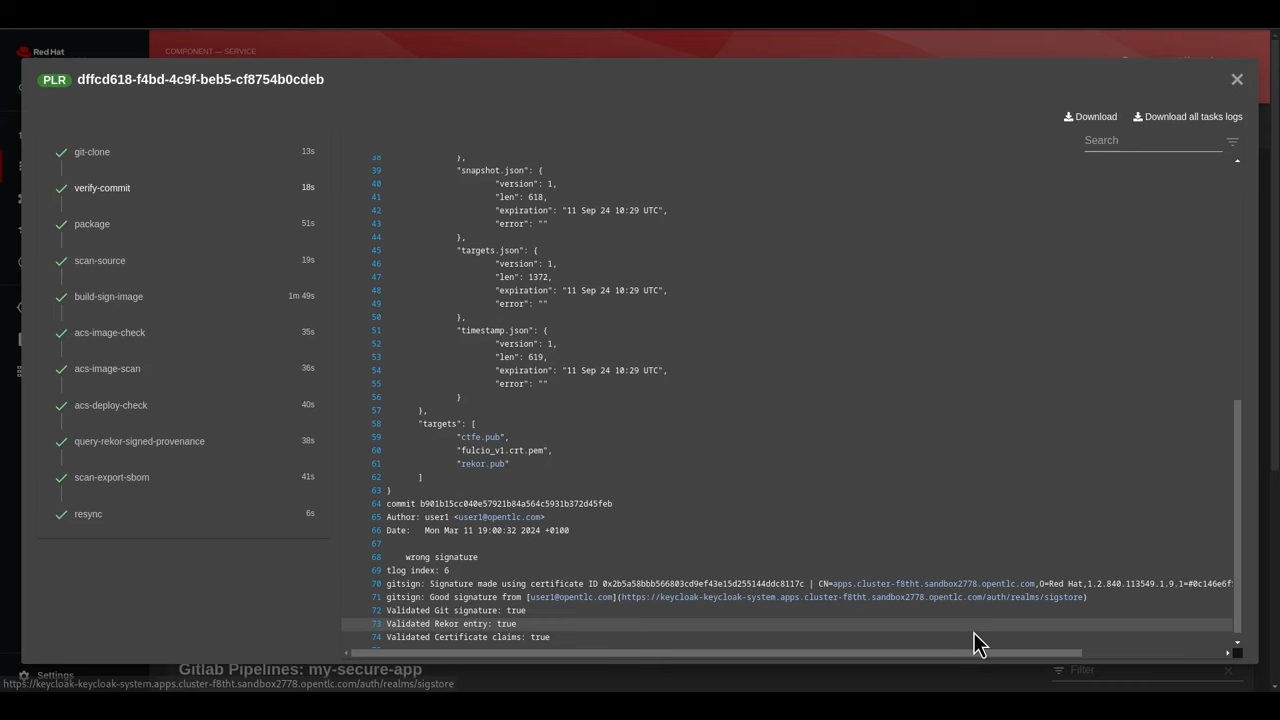 Red Hat
COMPONENT — SERVICE
PLR dffcd618-f4bd-4c9f-beb5-cf8754b0cdeb
Download
Download all tasks logs
Search
git-clone 13s
verify-commit 18s
package 51s
scan-source 19s
build-sign-image 1m 49s
acs-image-check 35s
acs-image-scan 36s
acs-deploy-check 40s
query-rekor-signed-provenance 38s
scan-export-sbom 41s
resync 6s
38 },
39 "snapshot.json": {
40 "version": 1,
41 "len": 618,
42 "expiration": "11 Sep 24 10:29 UTC",
43 "error": ""
44 },
45 "targets.json": {
46 "version": 1,
47 "len": 1372,
48 "expiration": "11 Sep 24 10:29 UTC",
49 "error": ""
50 },
51 "timestamp.json": {
52 "version": 1,
53 "len": 619,
54 "expiration": "11 Sep 24 10:29 UTC",
55 "error": ""
56 }
57 },
58 "targets": [
59 "ctfe.pub",
60 "fulcio_v1.crt.pem",
61 "rekor.pub"
62 ]
63 }
64 commit b901b15cc040e57921b84a564c5931b372d45feb
65 Author: user1 <user1@opentlc.com>
66 Date: Mon Mar 11 19:00:32 2024 +0100
67
68 wrong signature
69 tlog index: 6
70 gitsign: Signature made using certificate ID 0x2b5a58bbb566803cd9ef43e15d255144ddc8117c | CN=apps.cluster-f8tht.sandbox2778.opentlc.com,O=Red Hat,1.2.840.113549.1.9.1=#0c146e6f5
71 gitsign: Good signature from [user1@opentlc.com](https://keycloak-keycloak-system.apps.cluster-f8tht.sandbox2778.opentlc.com/auth/realms/sigstore)
72 Validated Git signature: true
73 Validated Rekor entry: true
74 Validated Certificate claims: true
Settings
Gitlab Pipelines: my-secure-app
Filter
https://keycloak-keycloak-system.apps.cluster-f8tht.sandbox2778.opentlc.com/auth/realms/sigstore